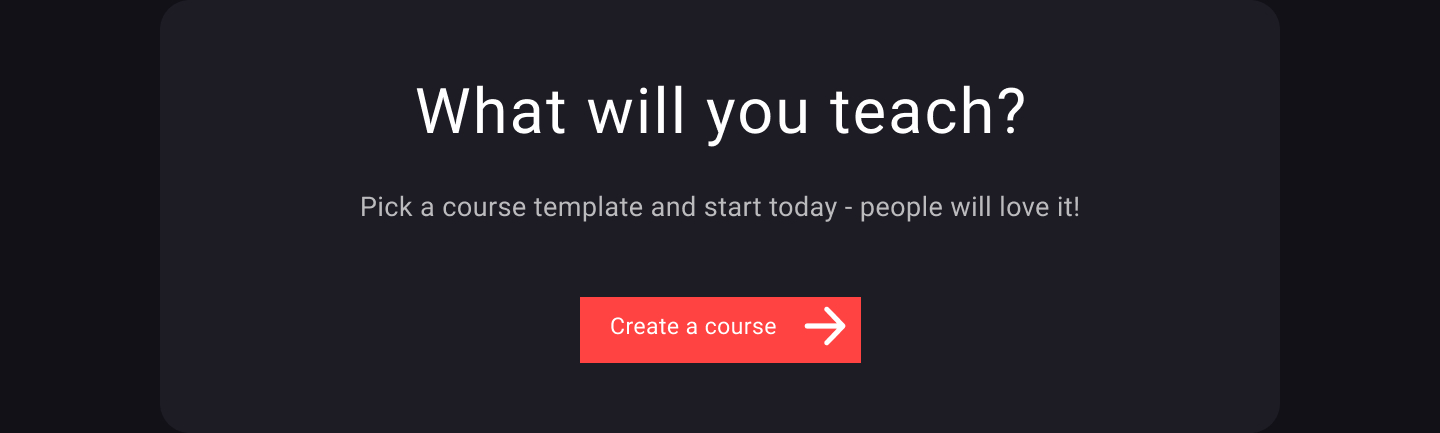 What will you teach?
Pick a course template and start today - people will love it!
Create a course